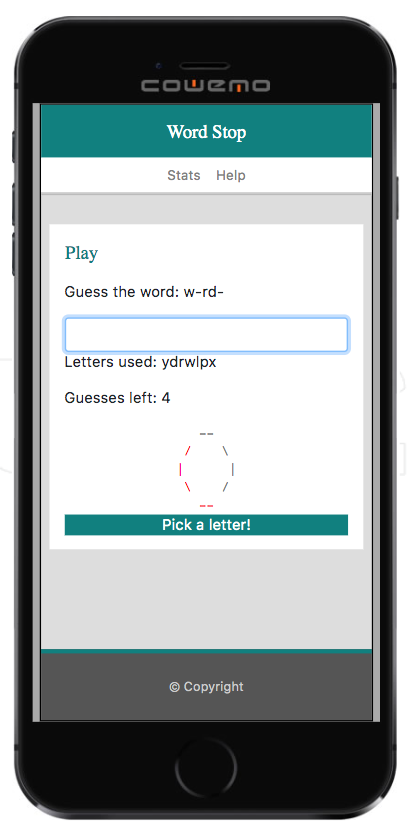 cowemo
Word Stop
Stats Help
Play
Guess the word: w-rd-
Letters used: ydrwlpx
Guesses left: 4
--
/ \
| |
\ /
--
Pick a letter!
© Copyright